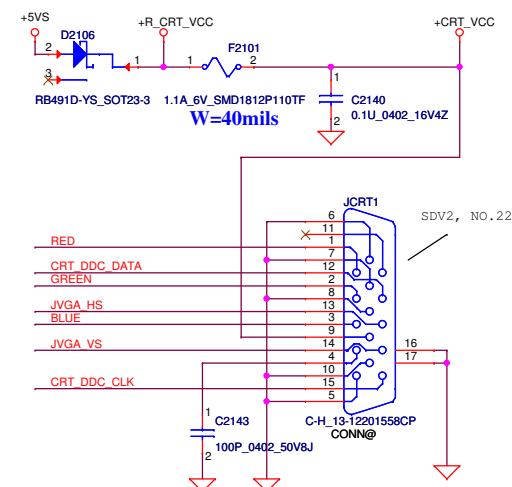 +5VS
+R_CRT_VCC
+CRT_VCC
D2106
F2101
2
1
1
2
3
1
RB491D-YS_SOT23-3
1.1A_6V_SMD1812P110TF
C2140
0.1U_0402_16V4Z
W=40mils
2
JCRT1
SDV2, NO.22
6
11
RED
1
7
CRT_DDC_DATA
12
GREEN
2
8
JVGA_HS
13
BLUE
3
9
JVGA_VS
14
16
4
17
10
CRT_DDC_CLK
15
5
1
C2143
C-H_13-12201558CP
CONN@
100P_0402_50V8J
2